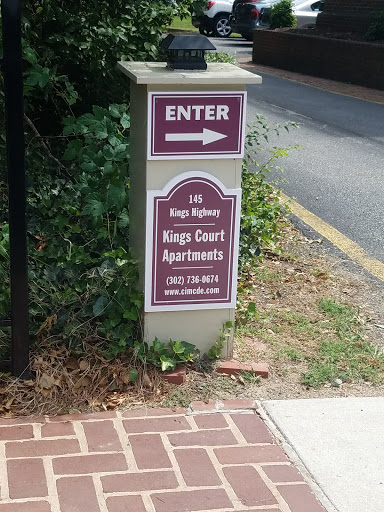 ENTER
145
Kings Highway
Kings Court
Apartments
(302) 736-0674
www.cimcde.com